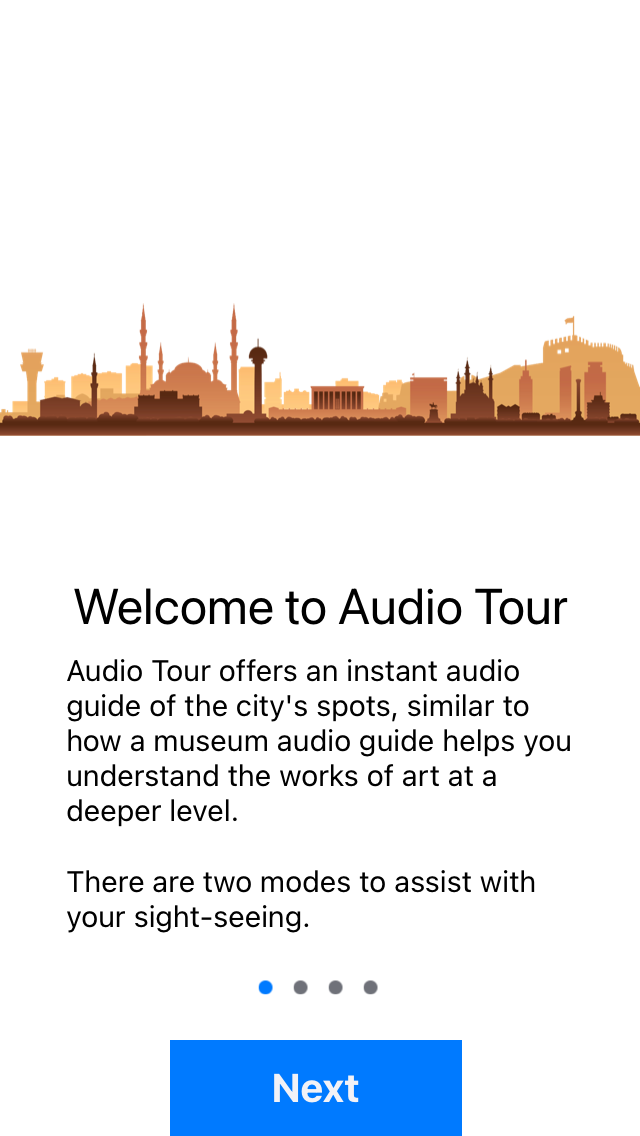 Welcome to Audio Tour
Audio Tour offers an instant audio
guide of the city's spots, similar to
how a museum audio guide helps you
understand the works of art at a
deeper level.
There are two modes to assist with
your sight-seeing.
Next